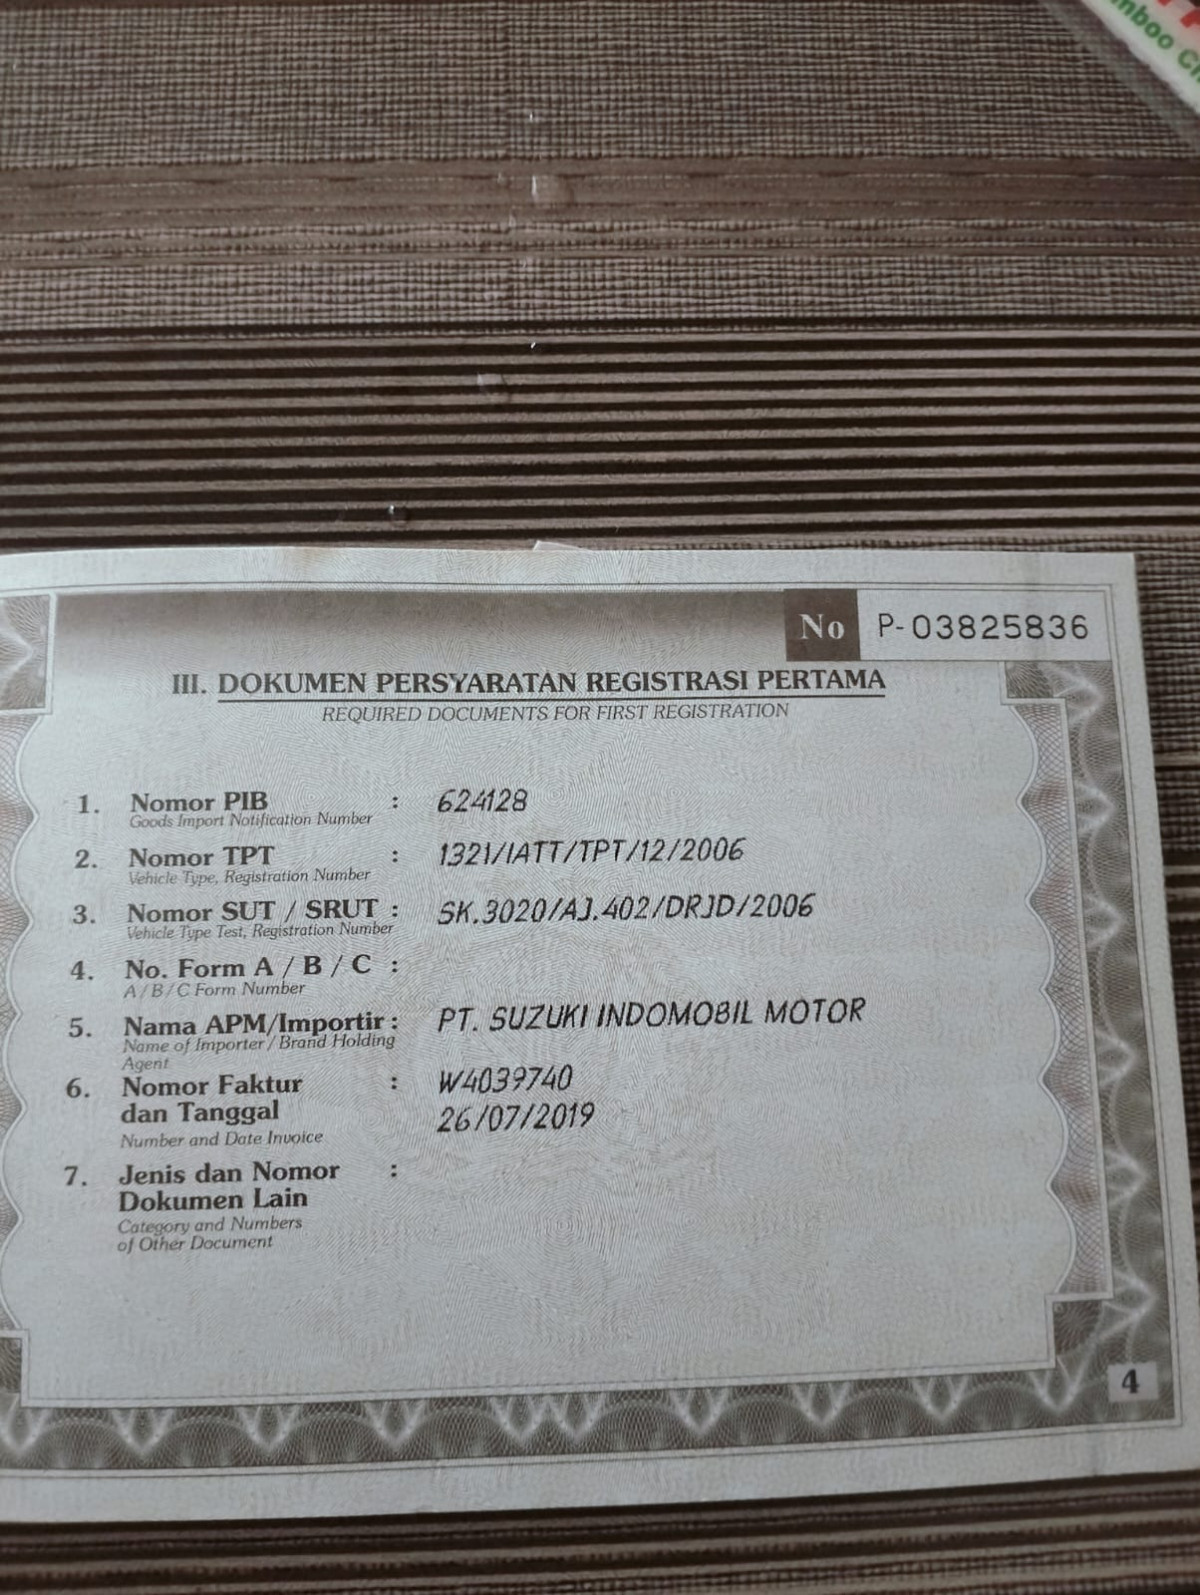 mboo
No P-03825836
III. DOKUMEN PERSYARATAN REGISTRASI PERTAMA
REQUIRED DOCUMENTS FOR FIRST REGISTRATION
1. Nomor PIB : 624128
Goods Import Notification Number
2. Nomor TPT : 1321/IATT/TPT/12/2006
Vehicle Type, Registration Number
3. Nomor SUT / SRUT : SK.3020/AJ.402/DRJD/2006
Vehicle Type Test, Registration Number
4. No. Form A / B / C :
A / B / C Form Number
5. Nama APM/Importir : PT. SUZUKI INDOMOBIL MOTOR
Name of Importer / Brand Holding
Agent
6. Nomor Faktur : W4039740
dan Tanggal 26/07/2019
Number and Date Invoice
7. Jenis dan Nomor :
Dokumen Lain
Category and Numbers
of Other Document
4